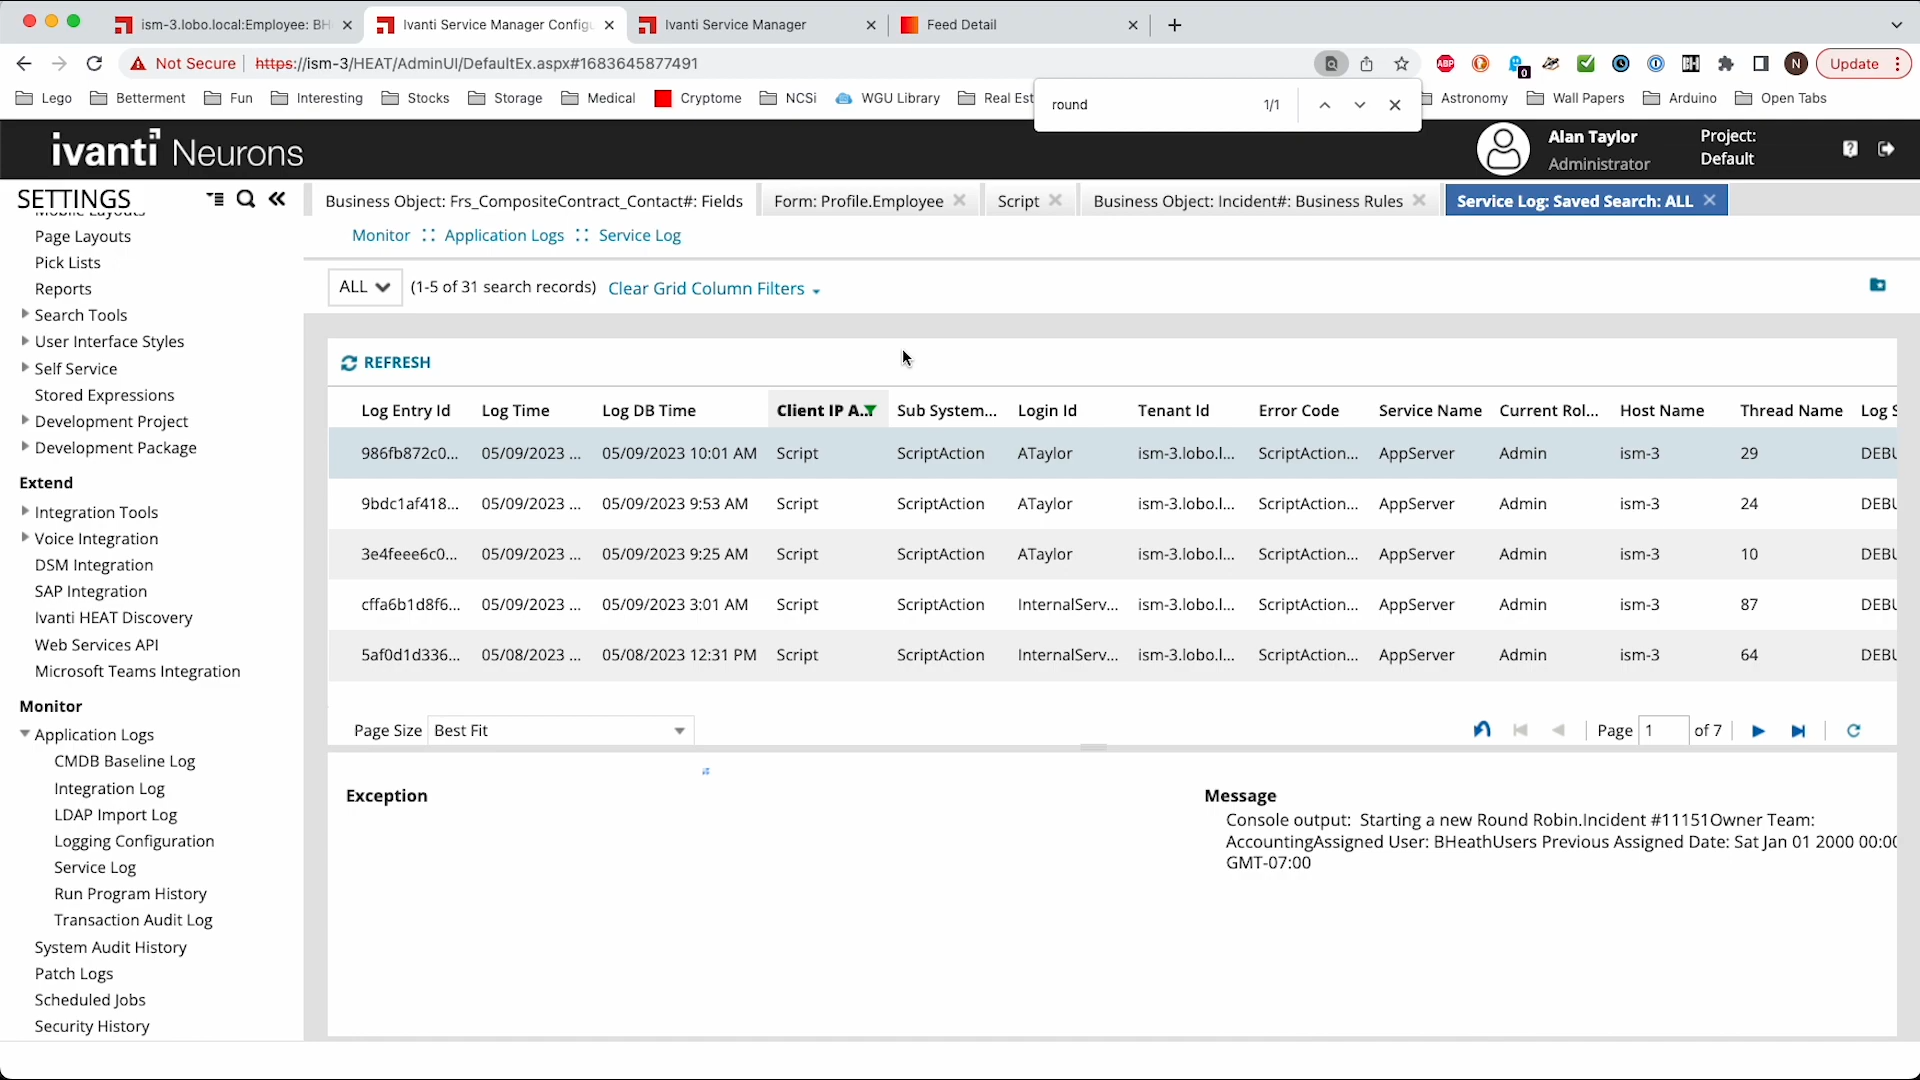 ism-3.lobo.local:Employee: BH
Ivanti Service Manager Configu
Ivanti Service Manager
Feed Detail
Not Secure
https://ism-3/HEAT/AdminUI/DefaultEx.aspx#1683645877491
ABP
0
N
Update
Lego
Betterment
Fun
Interesting
Stocks
Storage
Medical
Cryptome
NCSi
WGU Library
Real Est
round
1/1
Astronomy
Wall Papers
Arduino
Open Tabs
ivanti Neurons
Alan Taylor
Administrator
Project:
Default
SETTINGS
Mobile Layouts
Page Layouts
Pick Lists
Reports
Search Tools
User Interface Styles
Self Service
Stored Expressions
Development Project
Development Package
Extend
Integration Tools
Voice Integration
DSM Integration
SAP Integration
Ivanti HEAT Discovery
Web Services API
Microsoft Teams Integration
Monitor
Application Logs
CMDB Baseline Log
Integration Log
LDAP Import Log
Logging Configuration
Service Log
Run Program History
Transaction Audit Log
System Audit History
Patch Logs
Scheduled Jobs
Security History
Business Object: Frs_CompositeContract_Contact#: Fields
Form: Profile.Employee
Script
Business Object: Incident#: Business Rules
Service Log: Saved Search: ALL
Monitor :: Application Logs :: Service Log
ALL (1-5 of 31 search records) Clear Grid Column Filters
REFRESH
Log Entry Id Log Time Log DB Time Client IP A... Sub System... Login Id Tenant Id Error Code Service Name Current Rol... Host Name Thread Name Log S
986fb872c0... 05/09/2023 ... 05/09/2023 10:01 AM Script ScriptAction ATaylor ism-3.lobo.l... ScriptAction... AppServer Admin ism-3 29 DEBU
9bdc1af418... 05/09/2023 ... 05/09/2023 9:53 AM Script ScriptAction ATaylor ism-3.lobo.l... ScriptAction... AppServer Admin ism-3 24 DEBU
3e4feee6c0... 05/09/2023 ... 05/09/2023 9:25 AM Script ScriptAction ATaylor ism-3.lobo.l... ScriptAction... AppServer Admin ism-3 10 DEBU
cffa6b1d8f6... 05/09/2023 ... 05/09/2023 3:01 AM Script ScriptAction InternalServ... ism-3.lobo.l... ScriptAction... AppServer Admin ism-3 87 DEBU
5af0d1d336... 05/08/2023 ... 05/08/2023 12:31 PM Script ScriptAction InternalServ... ism-3.lobo.l... ScriptAction... AppServer Admin ism-3 64 DEBU
Page Size Best Fit
Page 1 of 7
Exception
Message
Console output: Starting a new Round Robin.Incident #11151Owner Team:
AccountingAssigned User: BHeathUsers Previous Assigned Date: Sat Jan 01 2000 00:00
GMT-07:00